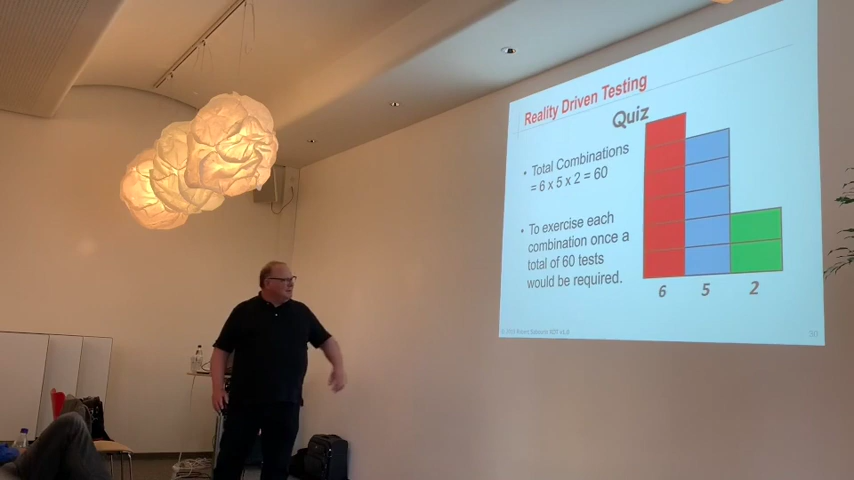 Reality Driven Testing
Quiz
• Total Combinations
= 6 x 5 x 2 = 60
• To exercise each
combination once a
total of 60 tests
would be required.
6 5 2
30